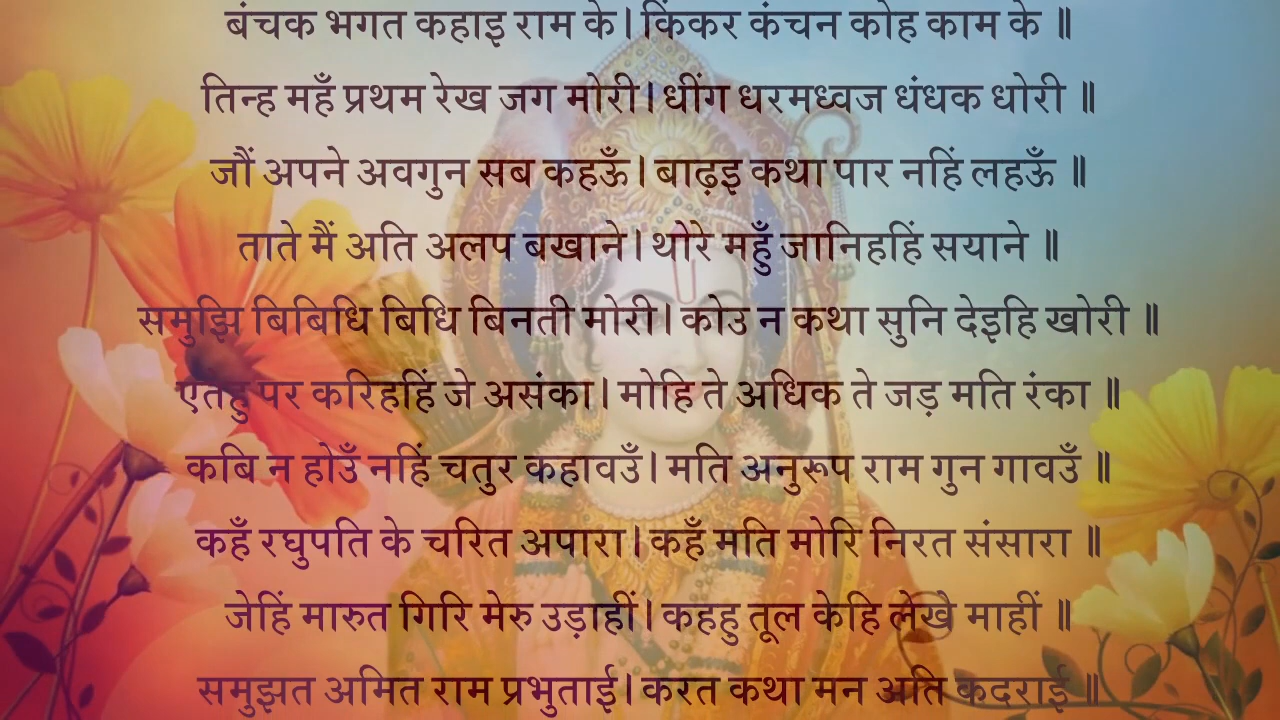 बंचक भगत कहाइ राम के। किंकर कंचन कोह काम के ॥
तिन्ह महँ प्रथम रेख जग मोरी। धींग धरमध्वज धंधक धोरी ॥
जौं अपने अवगुन सब कहऊँ। बाढ़इ कथा पार नहिं लहऊँ ॥
ताते मैं अति अलप बखाने। थोरे महुँ जानिहहिं सयाने ॥
समुझि बिबिधि बिधि बिनती मोरी। कोउ न कथा सुनि देइहि खोरी ॥
एतेहु पर करिहहिं जे असंका। मोहि ते अधिक ते जड़ मति रंका ॥
कबि न होउँ नहिं चतुर कहावउँ। मति अनुरूप राम गुन गावउँ ॥
कहँ रघुपति के चरित अपारा। कहँ मति मोरि निरत संसारा ॥
जेहिं मारुत गिरि मेरु उड़ाहीं। कहहु तूल केहि लेखे माहीं ॥
समुझत अमित राम प्रभुताई। करत कथा मन अति कदराई ॥